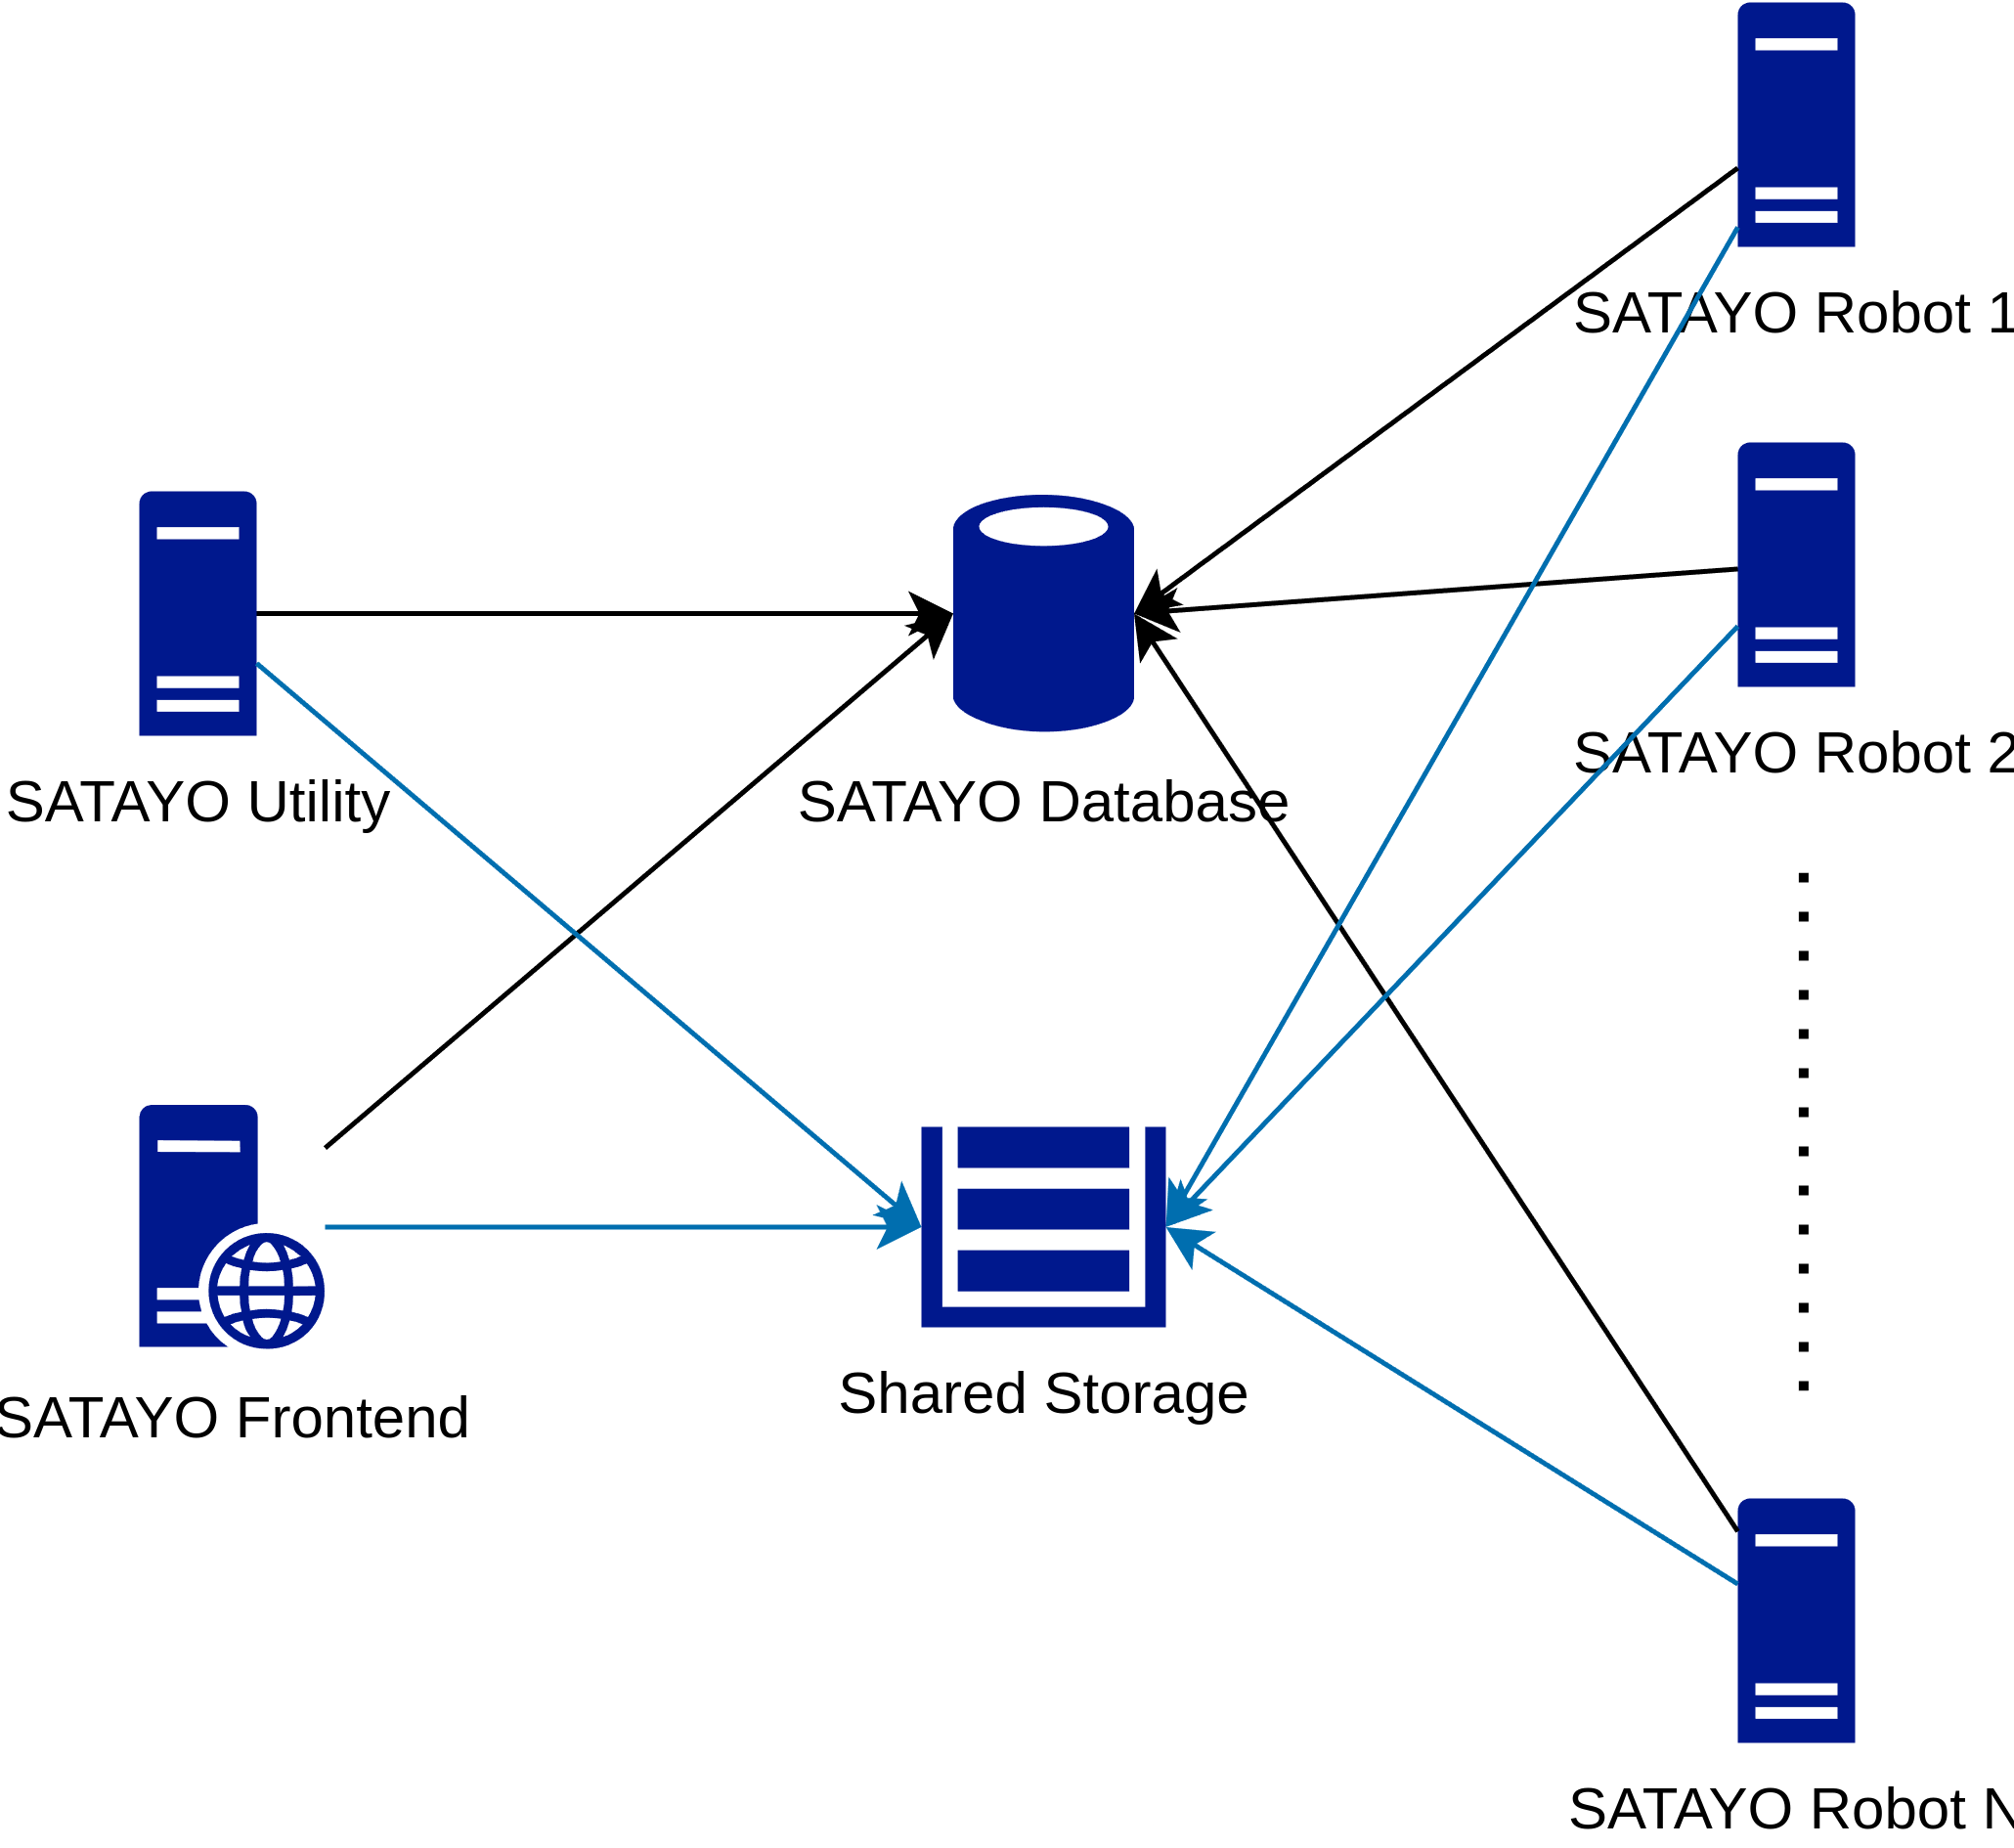 SATAYO Robot 1
SATAYO Robot 2
SATAYO Utility
SATAYO Database
Shared Storage
SATAYO Frontend
SATAYO Robot N